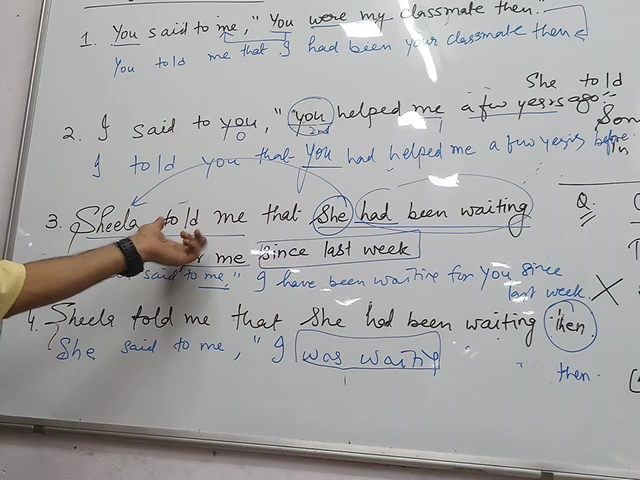 1. You said to me, "You were my classmate then."
You told me that I had been your classmate then
She told
2. I said to you, "you helped me a few years ago.
O 2nd
I told you that you had helped me a few years before.
3. Sheela told me that She had been waiting
me since last week
said to me," I have been waiting for you since
last week. X
4. Sheela told me that She had been waiting then
She said to me, "I was waiting
then.
Q.